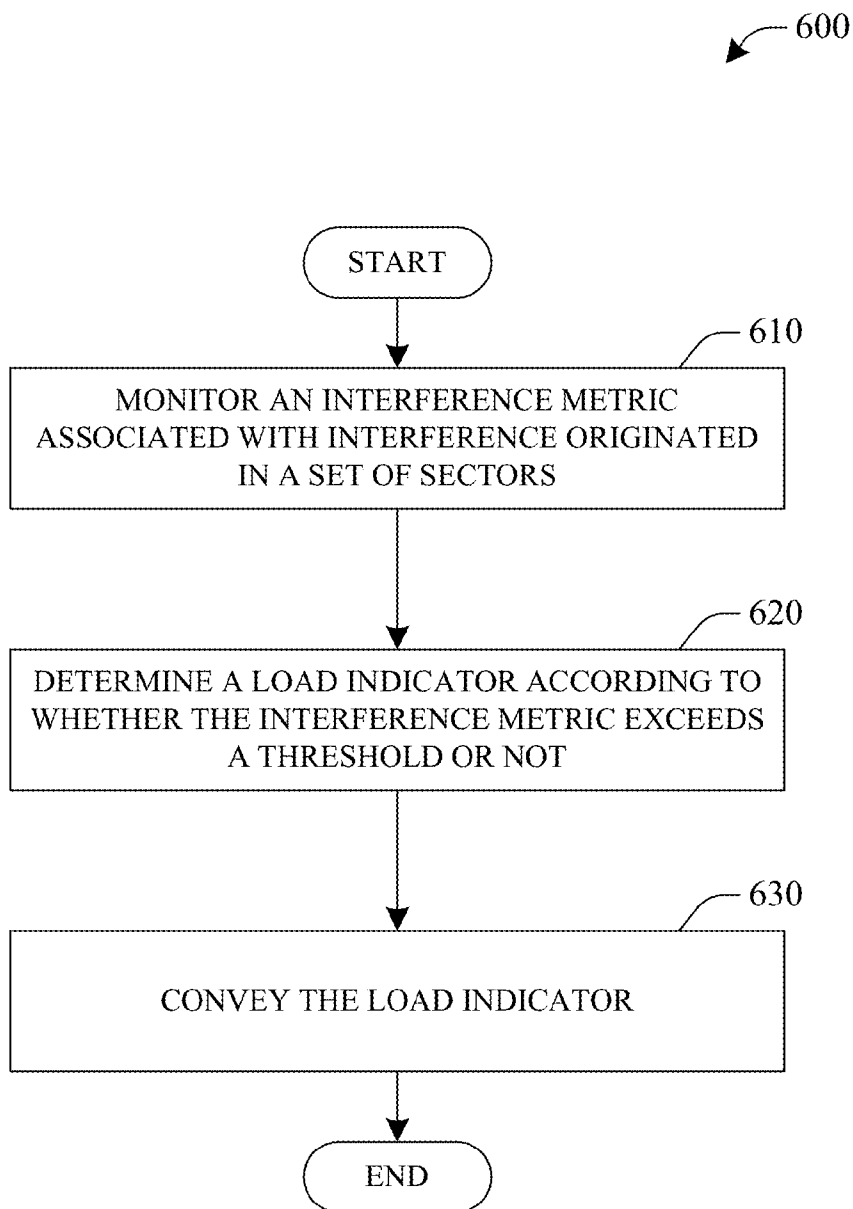 600
START
610
MONITOR AN INTERFERENCE METRIC
ASSOCIATED WITH INTERFERENCE ORIGINATED
IN A SET OF SECTORS
620
DETERMINE A LOAD INDICATOR ACCORDING TO
WHETHER THE INTERFERENCE METRIC EXCEEDS
A THRESHOLD OR NOT
630
CONVEY THE LOAD INDICATOR
END